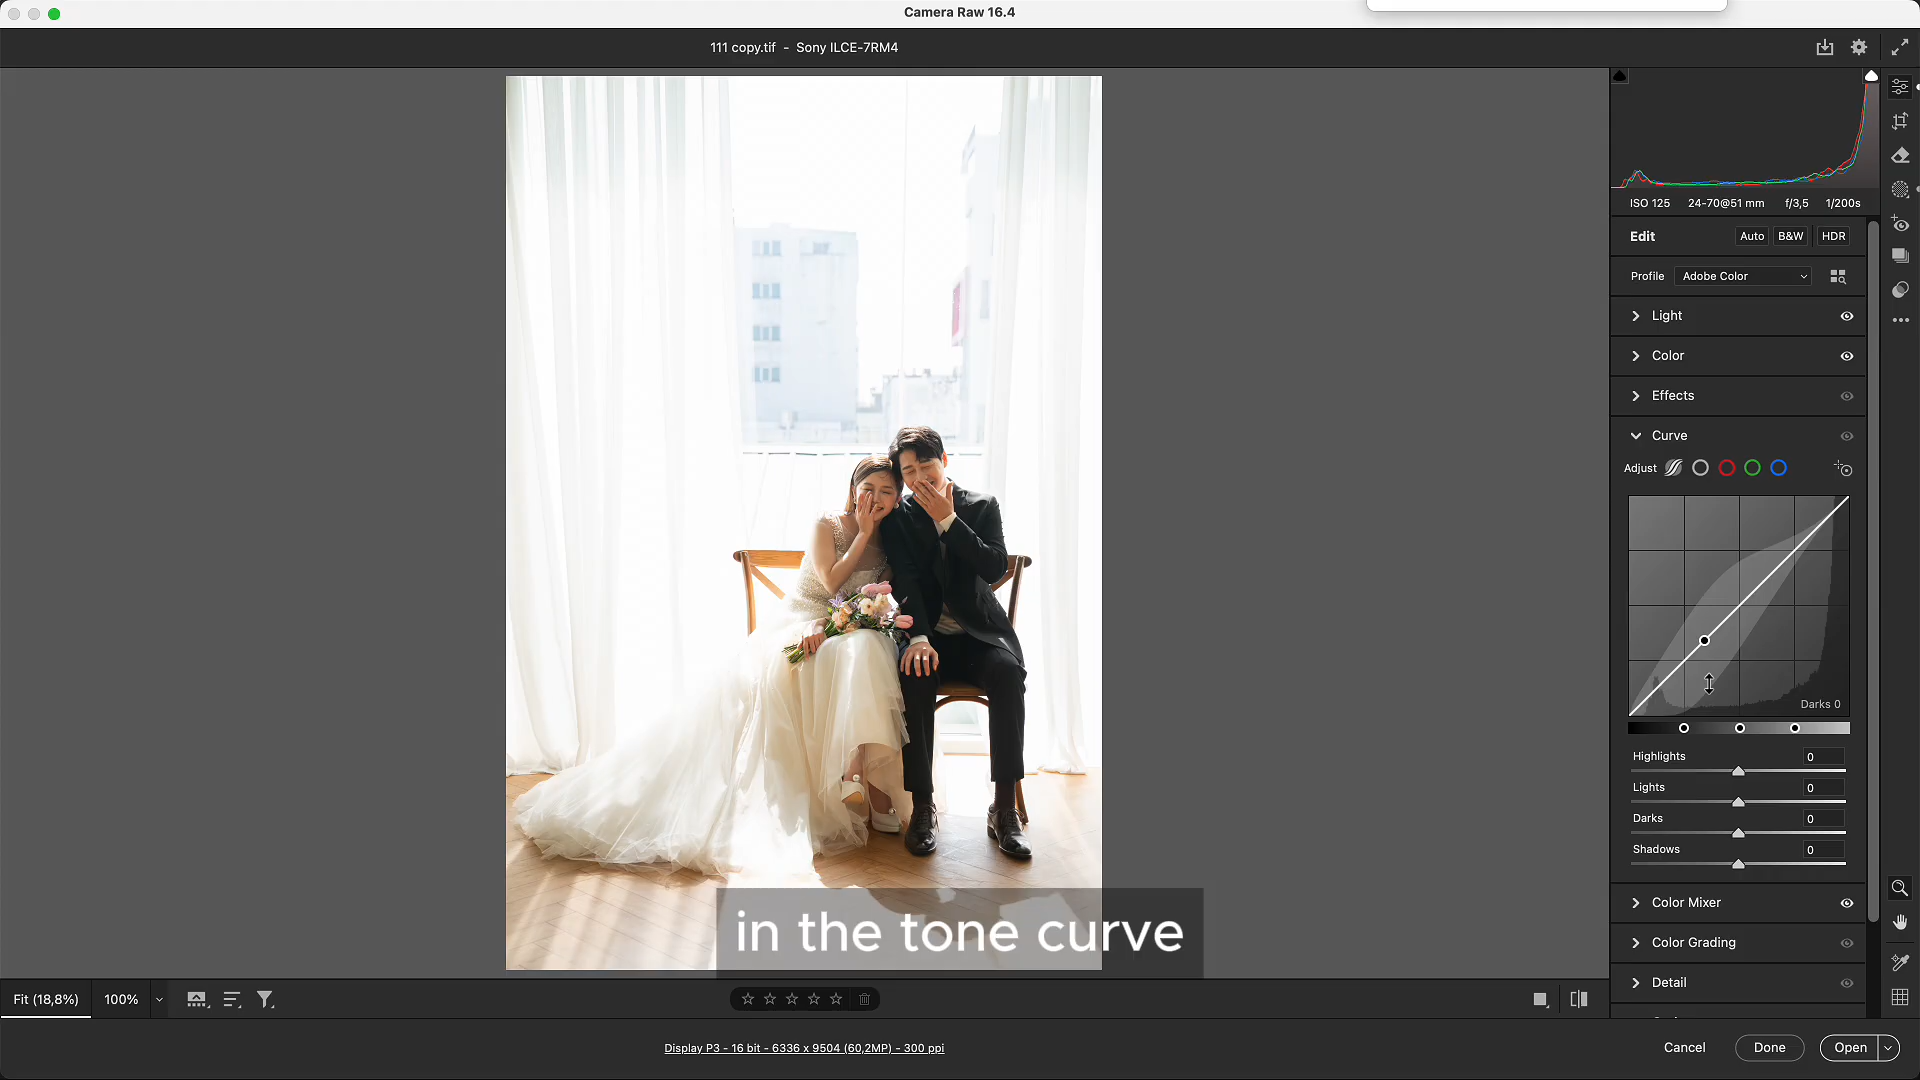 Camera Raw 16.4
111 copy.tif - Sony ILCE-7RM4
ISO 125 24-70@51 mm f/3,5 1/200s
Edit Auto B&W HDR
Profile Adobe Color
Light
Color
Effects
Curve
Adjust
Darks 0
Highlights 0
Lights 0
Darks 0
Shadows 0
Color Mixer
Color Grading
Detail
in the tone curve
Fit (18,8%) 100%
Display P3 - 16 bit - 6336 x 9504 (60,2MP) - 300 ppi
Cancel Done Open